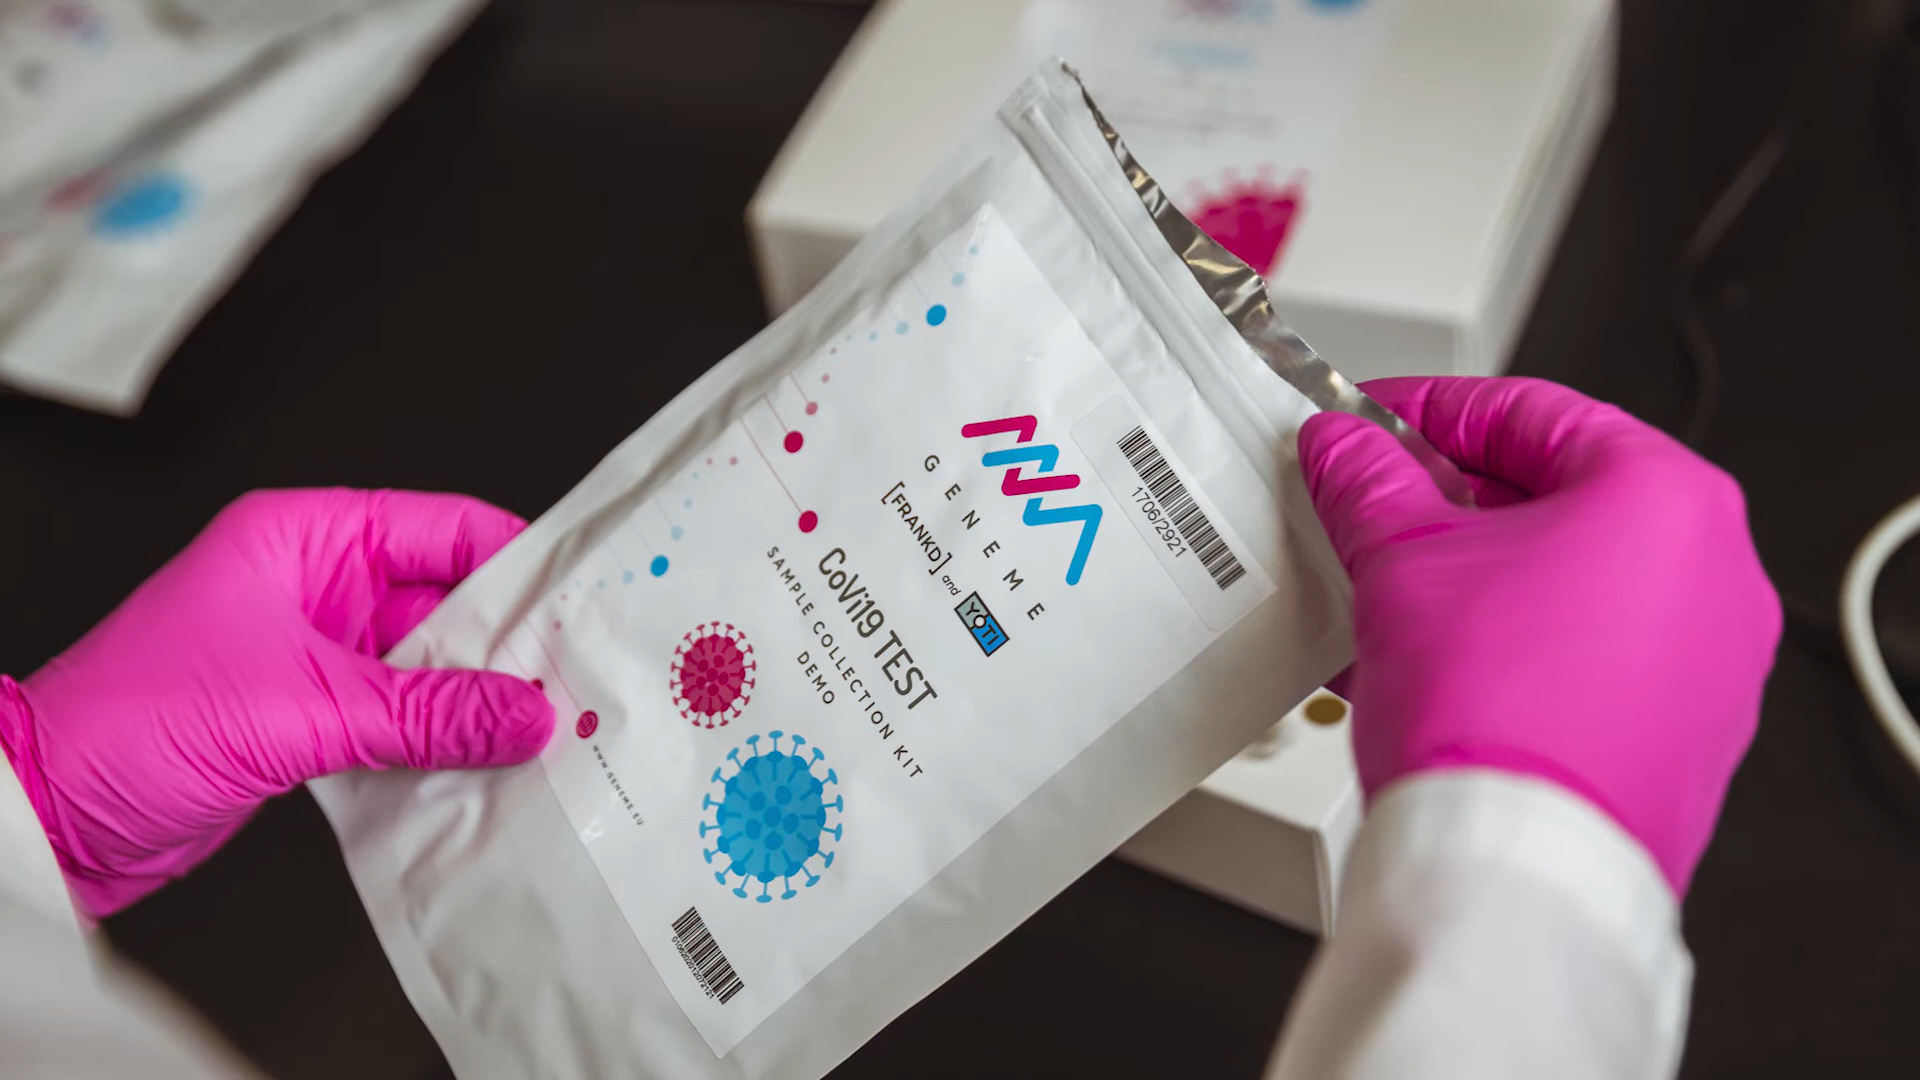 GENEME
[FRANKD] and YOTI
CoVi19 TEST
SAMPLE COLLECTION KIT
DEMO
1706/2921
WWW.GENEME.EU